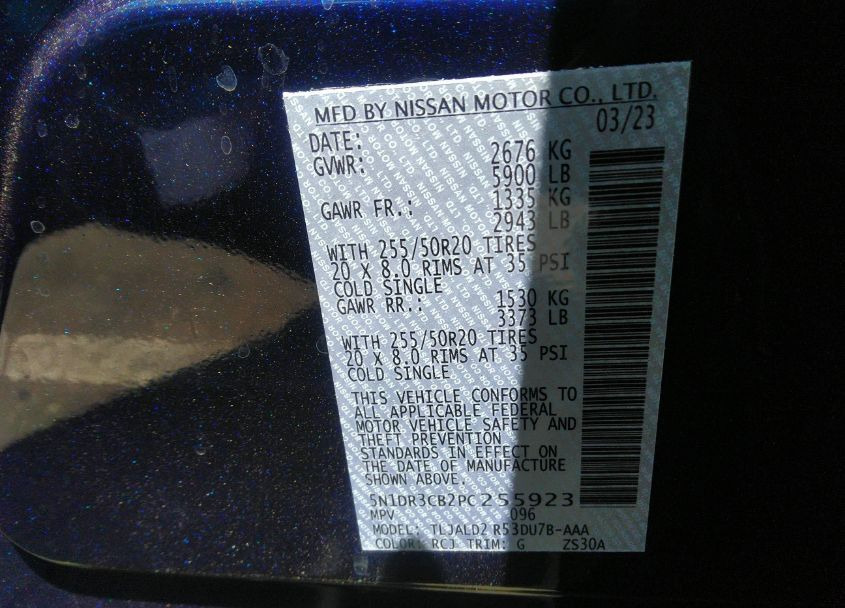 MFD BY NISSAN MOTOR CO., LTD.
DATE: 03/23
GVWR: 2676 KG
5900 LB
GAWR FR.: 1335 KG
2943 LB
WITH 255/50R20 TIRES
20 X 8.0 RIMS AT 35 PSI
COLD SINGLE
GAWR RR.: 1530 KG
3373 LB
WITH 255/50R20 TIRES
20 X 8.0 RIMS AT 35 PSI
COLD SINGLE
THIS VEHICLE CONFORMS TO
ALL APPLICABLE FEDERAL
MOTOR VEHICLE SAFETY AND
THEFT PREVENTION
STANDARDS IN EFFECT ON
THE DATE OF MANUFACTURE
SHOWN ABOVE.
5N1DR3CB2PC255923
MPV 096
MODEL: TLJALD2 R53DU7B-AAA
COLOR: RCJ TRIM: G ZS30A